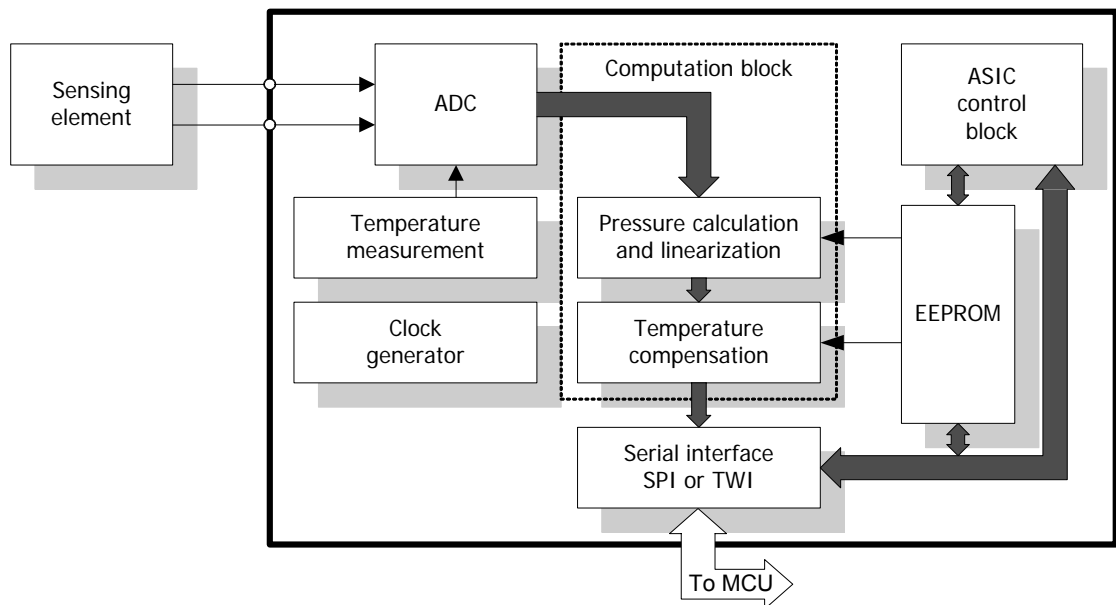 Sensing
element
ADC
Computation block
ASIC
control
block
Temperature
measurement
Pressure calculation
and linearization
Clock
generator
Temperature
compensation
EEPROM
Serial interface
SPI or TWI
To MCU